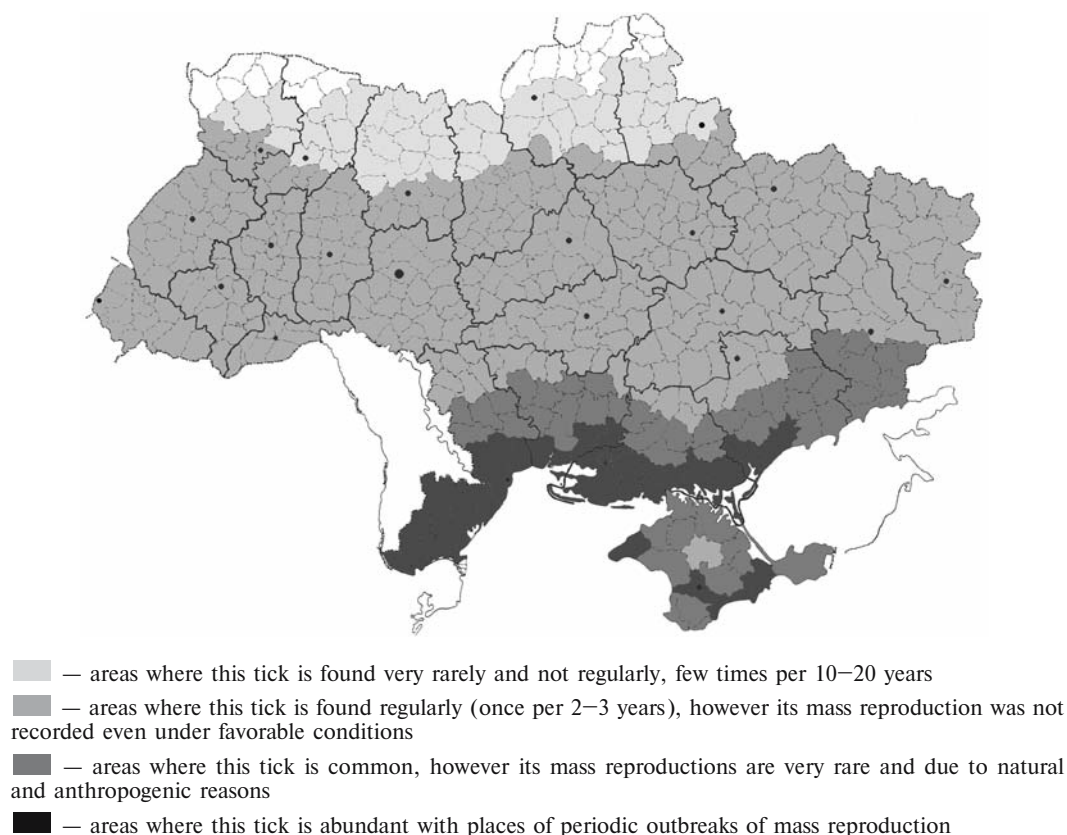 — areas where this tick is found very rarely and not regularly, few times per 10–20 years
— areas where this tick is found regularly (once per 2–3 years), however its mass reproduction was not
recorded even under favorable conditions
— areas where this tick is common, however its mass reproductions are very rare and due to natural
and anthropogenic reasons
— areas where this tick is abundant with places of periodic outbreaks of mass reproduction